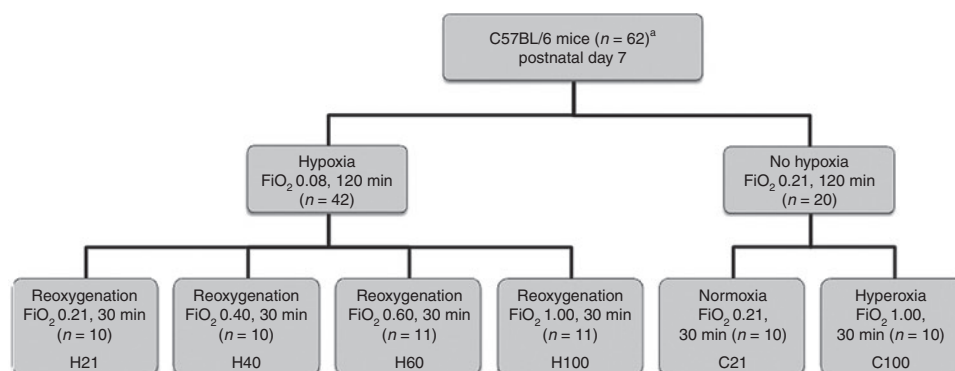 C57BL/6 mice (n = 62)ᵃ
postnatal day 7
Hypoxia
FiO₂ 0.08, 120 min
(n = 42)
No hypoxia
FiO₂ 0.21, 120 min
(n = 20)
Reoxygenation
FiO₂ 0.21, 30 min
(n = 10)
H21
Reoxygenation
FiO₂ 0.40, 30 min
(n = 10)
H40
Reoxygenation
FiO₂ 0.60, 30 min
(n = 11)
H60
Reoxygenation
FiO₂ 1.00, 30 min
(n = 11)
H100
Normoxia
FiO₂ 0.21,
30 min (n = 10)
C21
Hyperoxia
FiO₂ 1.00,
30 min (n = 10)
C100